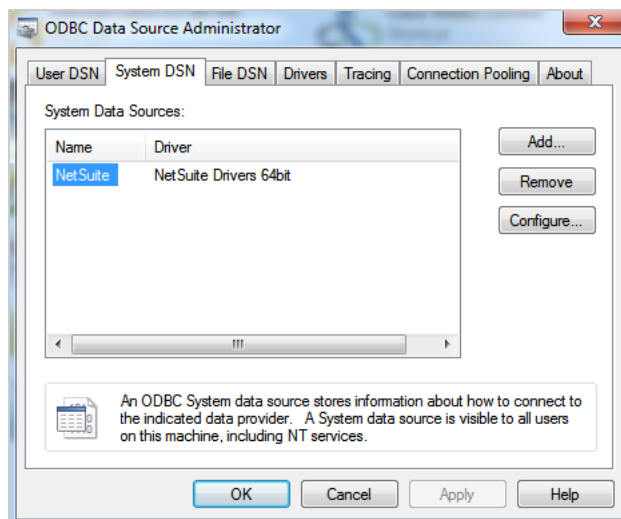 ODBC Data Source Administrator
User DSN System DSN File DSN Drivers Tracing Connection Pooling About
System Data Sources:
Name Driver
NetSuite NetSuite Drivers 64bit
Add...
Remove
Configure...
An ODBC System data source stores information about how to connect to
the indicated data provider. A System data source is visible to all users
on this machine, including NT services.
OK Cancel Apply Help